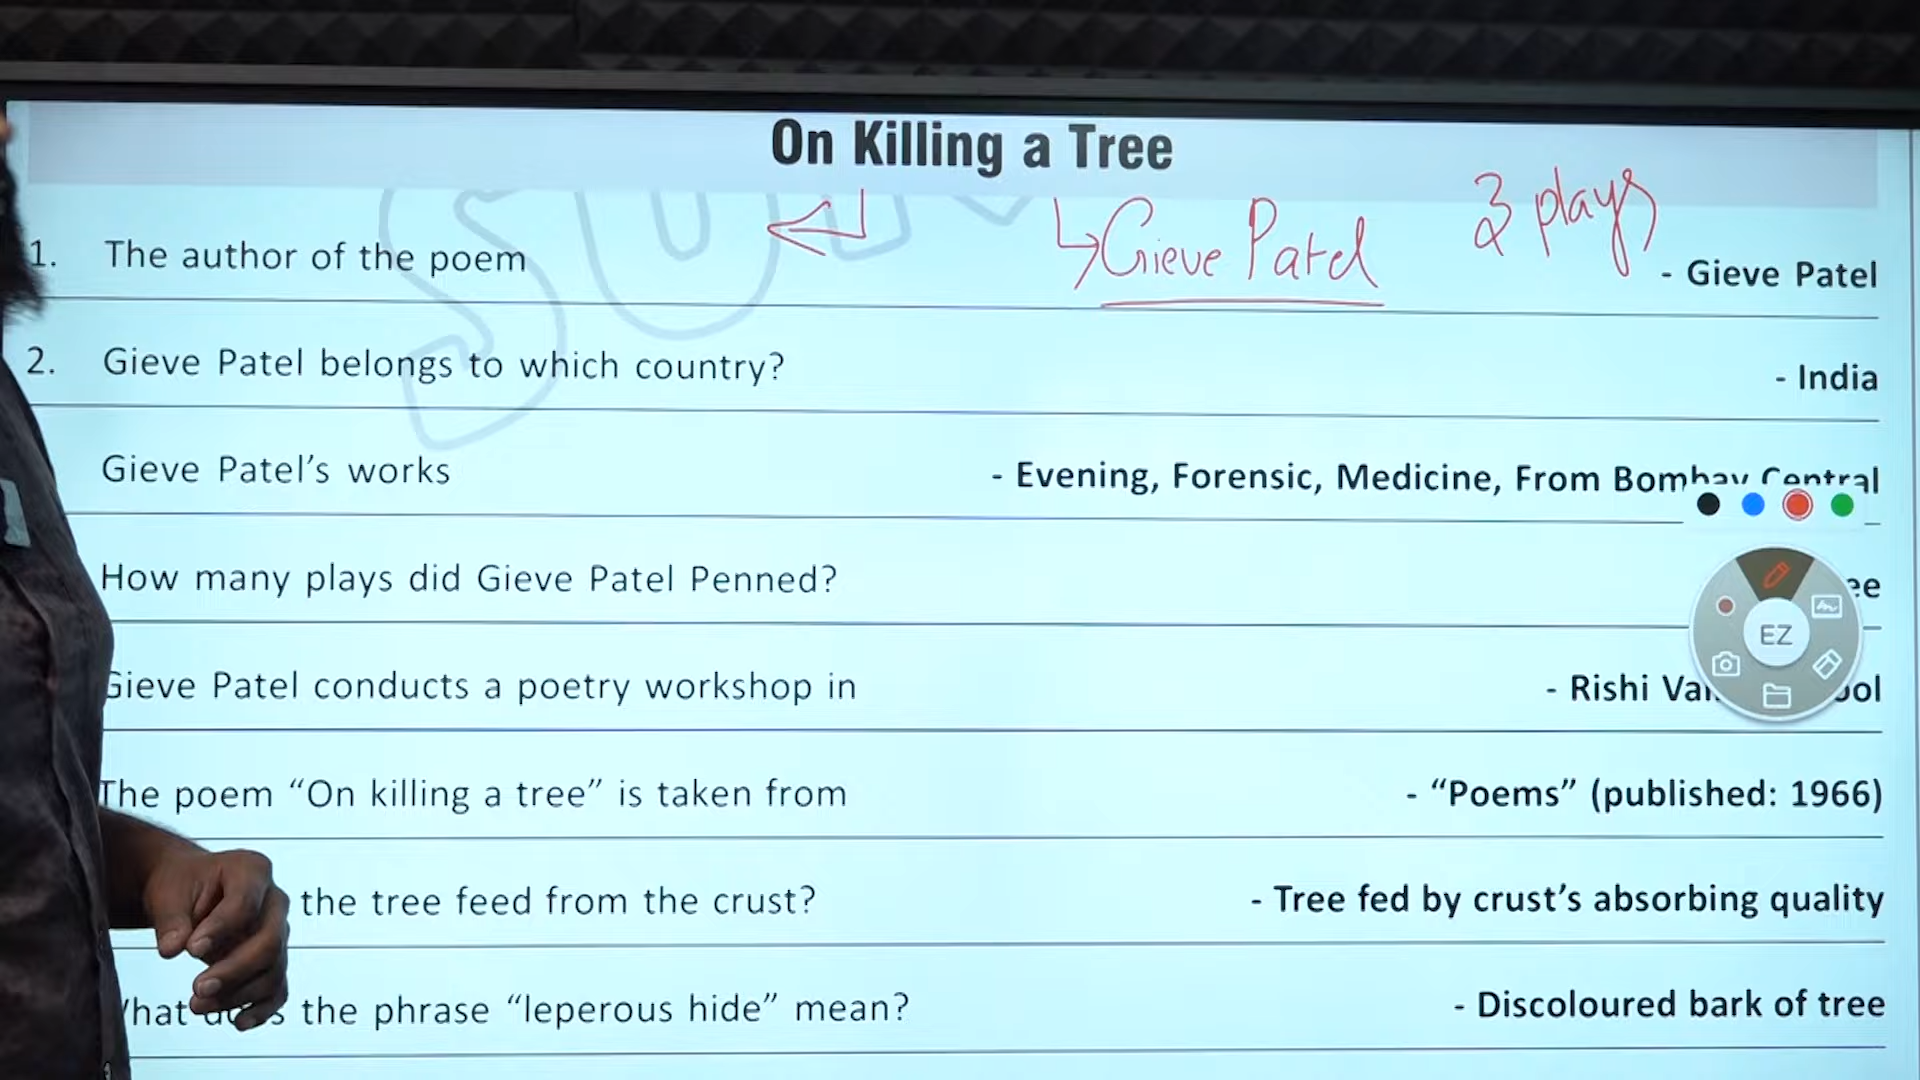 On Killing a Tree
3 plays
Gieve Patel
1. The author of the poem - Gieve Patel
2. Gieve Patel belongs to which country? - India
Gieve Patel’s works - Evening, Forensic, Medicine, From Bombay Central
How many plays did Gieve Patel Penned?
EZ
Gieve Patel conducts a poetry workshop in - Rishi
The poem “On killing a tree” is taken from - “Poems” (published: 1966)
the tree feed from the crust? - Tree fed by crust’s absorbing quality
the phrase “leperous hide” mean? - Discoloured bark of tree